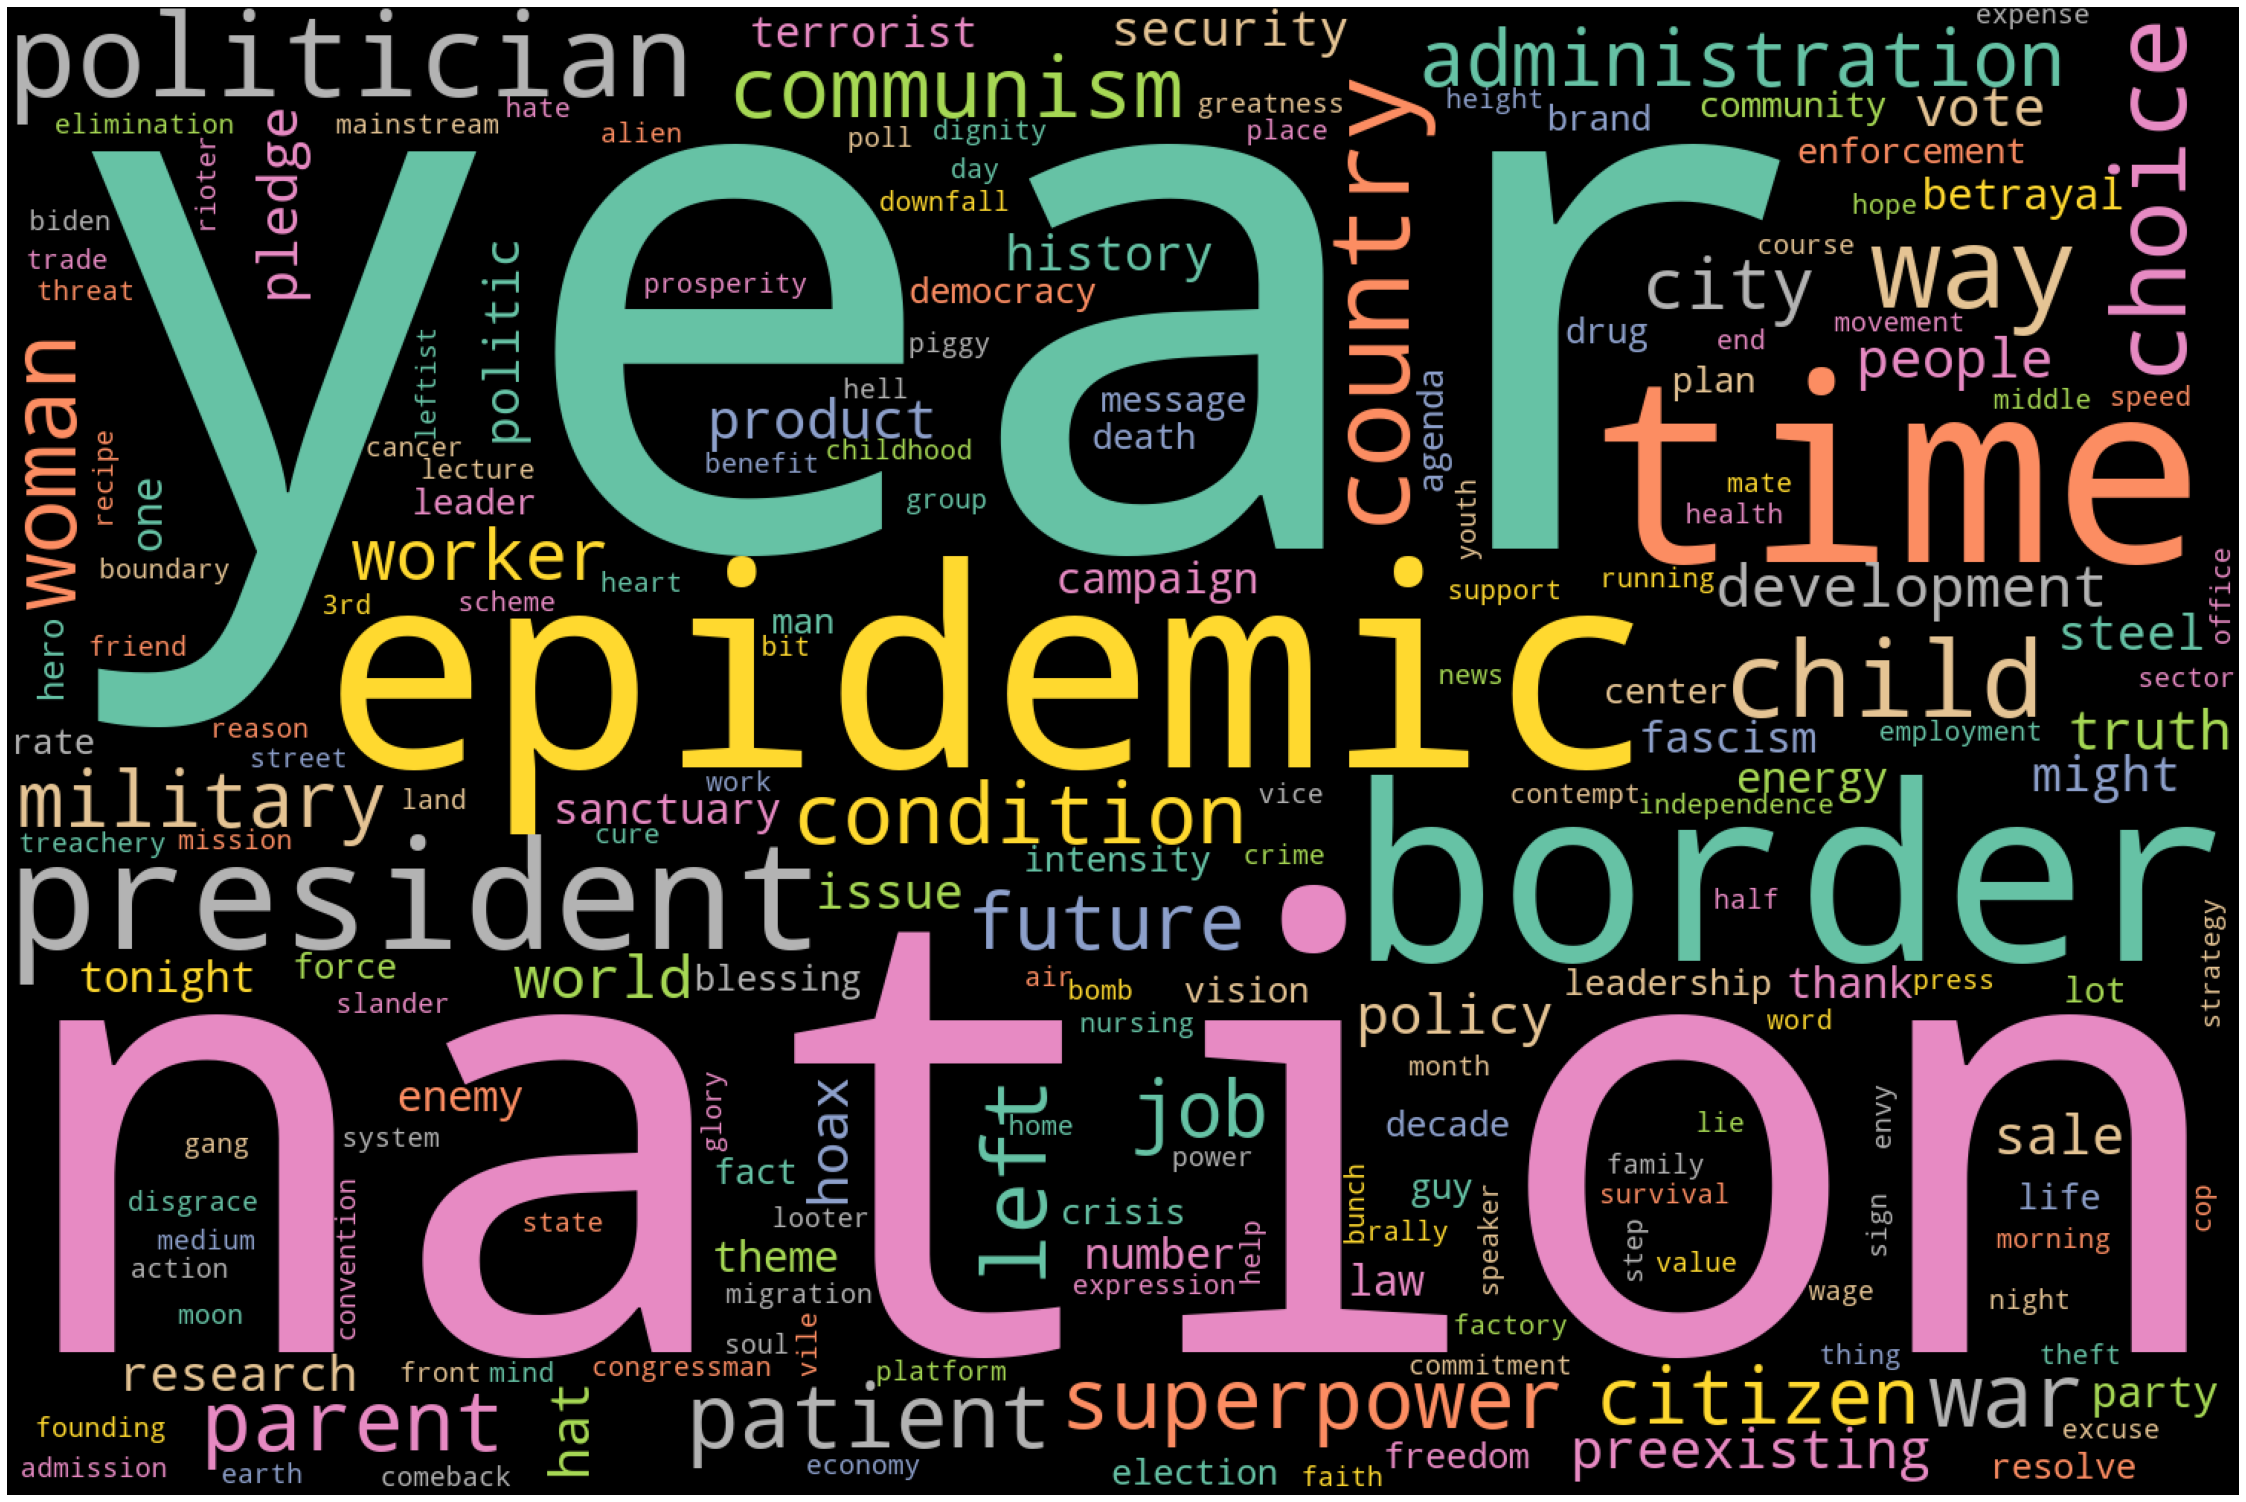 politician
terrorist
security
expense
communism
administration
choice
elimination
mainstream
hate
pledge
rioter
alien
poll
dignity
greatness
place
country
height
brand
community
vote
enforcement
day
downfall
hope
betrayal
biden
trade
threat
year
politic
leftist
prosperity
history
democracy
city
course
way
piggy
drug
end
movement
people
woman
hell
product
message
death
agenda
plan
time
middle
speed
recipe
one
cancer
lecture
leader
benefit
childhood
group
youth
mate
health
boundary
worker
heart
campaign
support
running
development
office
3rd
scheme
man
bit
hero
friend
epidemic
news
center
child
steel
sector
reason
street
rate
fascism
employment
truth
military
land
work
sanctuary
condition
vice
contempt
energy
independence
might
treachery
mission
cure
president
issue
intensity
crime
future
border
half
strategy
tonight
force
slander
world
blessing
air
bomb
vision
leadership
thank
press
lot
nursing
policy
word
month
nation
enemy
system
glory
hoax
left
home
job
power
decade
lie
envy
sale
gang
disgrace
medium
action
moon
convention
state
fact
looter
theme
migration
crisis
number
expression
help
bunch
rally
guy
law
speaker
family
survival
step
value
sign
life
morning
cop
wage
night
soul
vile
factory
research
front
mind
congressman
platform
commitment
thing
theft
founding
parent
hat
patient
superpower
citizen
war
party
excuse
admission
earth
comeback
economy
election
faith
freedom
preexisting
resolve